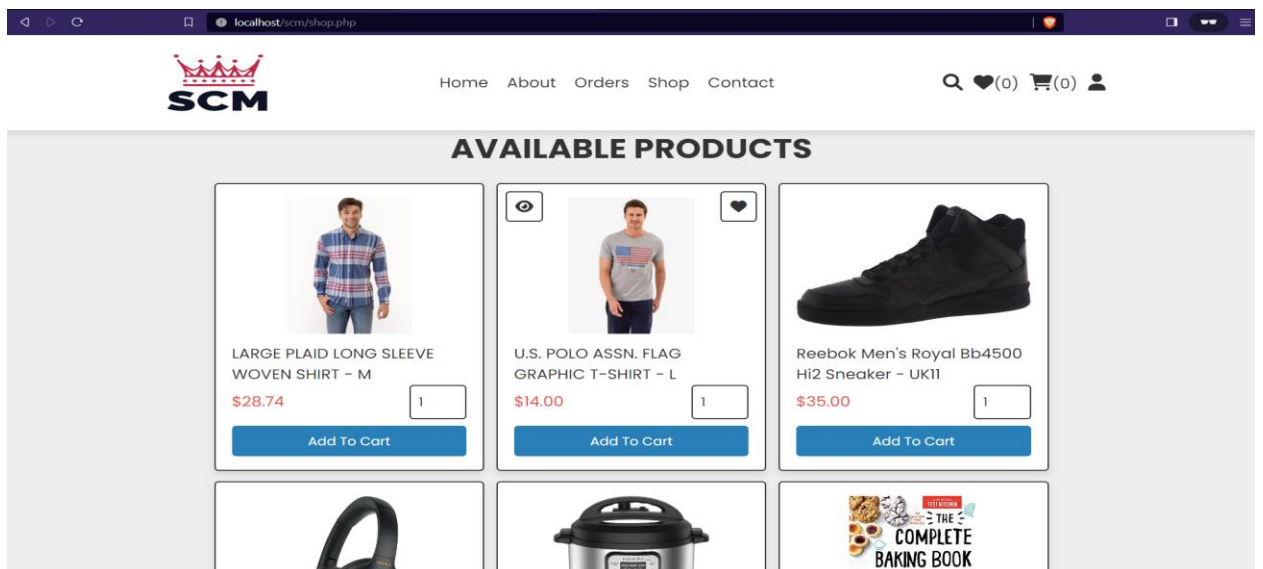 localhost/scm/shop.php
SCM
Home About Orders Shop Contact
(0) (0)
AVAILABLE PRODUCTS
LARGE PLAID LONG SLEEVE
WOVEN SHIRT - M
$28.74 1
Add To Cart
U.S. POLO ASSN. FLAG
GRAPHIC T-SHIRT - L
$14.00 1
Add To Cart
Reebok Men's Royal Bb4500
Hi2 Sneaker - UK11
$35.00 1
Add To Cart
TEST KITCHEN
THE
COMPLETE
BAKING BOOK